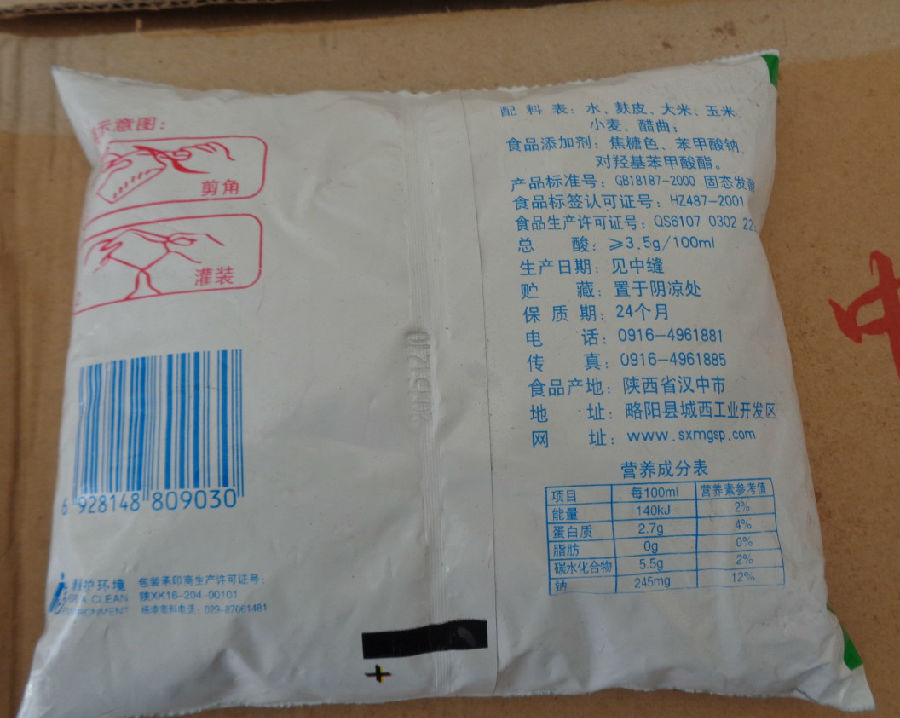 示意图：
剪角
灌装
6 928148 809030
护环境
CLEAN
包装承印商生产许可证号：
陕XK16-204-00101
配 料 表：水、麸皮、大米、玉米
小麦、醋曲；
食品添加剂：焦糖色、苯甲酸钠
对羟基苯甲酸酯。
产品标准号：GB18187-2000 固态发酵
食品标签认可证号：HZ487-2001
食品生产许可证号：QS6107 0302 22
总 酸：≥3.5g/100ml
生产日期：见中缝
贮 藏：置于阴凉处
保 质 期：24个月
电 话：0916-4961881
传 真：0916-4961885
食品产地：陕西省汉中市
地 址：略阳县城西工业开发区
网 址：www.sxmgsp.com
营养成分表
项目 每100ml 营养素参考值
能量 140kJ 2%
蛋白质 2.7g 4%
脂肪 0g 0%
碳水化合物 5.5g 2%
钠 245mg 12%
中